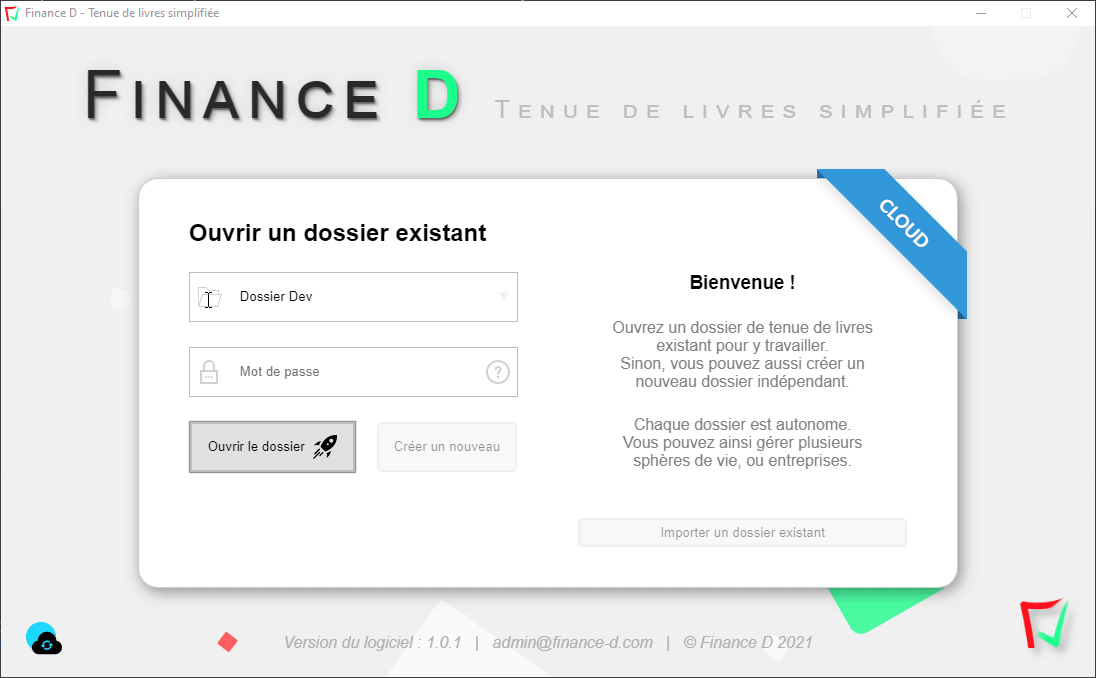 Finance D - Tenue de livres simplifiée
Finance D Tenue de livres simplifiée
CLOUD
Ouvrir un dossier existant
Dossier Dev
Mot de passe
?
Ouvrir le dossier
Créer un nouveau
Bienvenue !
Ouvrez un dossier de tenue de livres
existant pour y travailler.
Sinon, vous pouvez aussi créer un
nouveau dossier indépendant.
Chaque dossier est autonome.
Vous pouvez ainsi gérer plusieurs
sphères de vie, ou entreprises.
Importer un dossier existant
Version du logiciel : 1.0.1 | admin@finance-d.com | © Finance D 2021